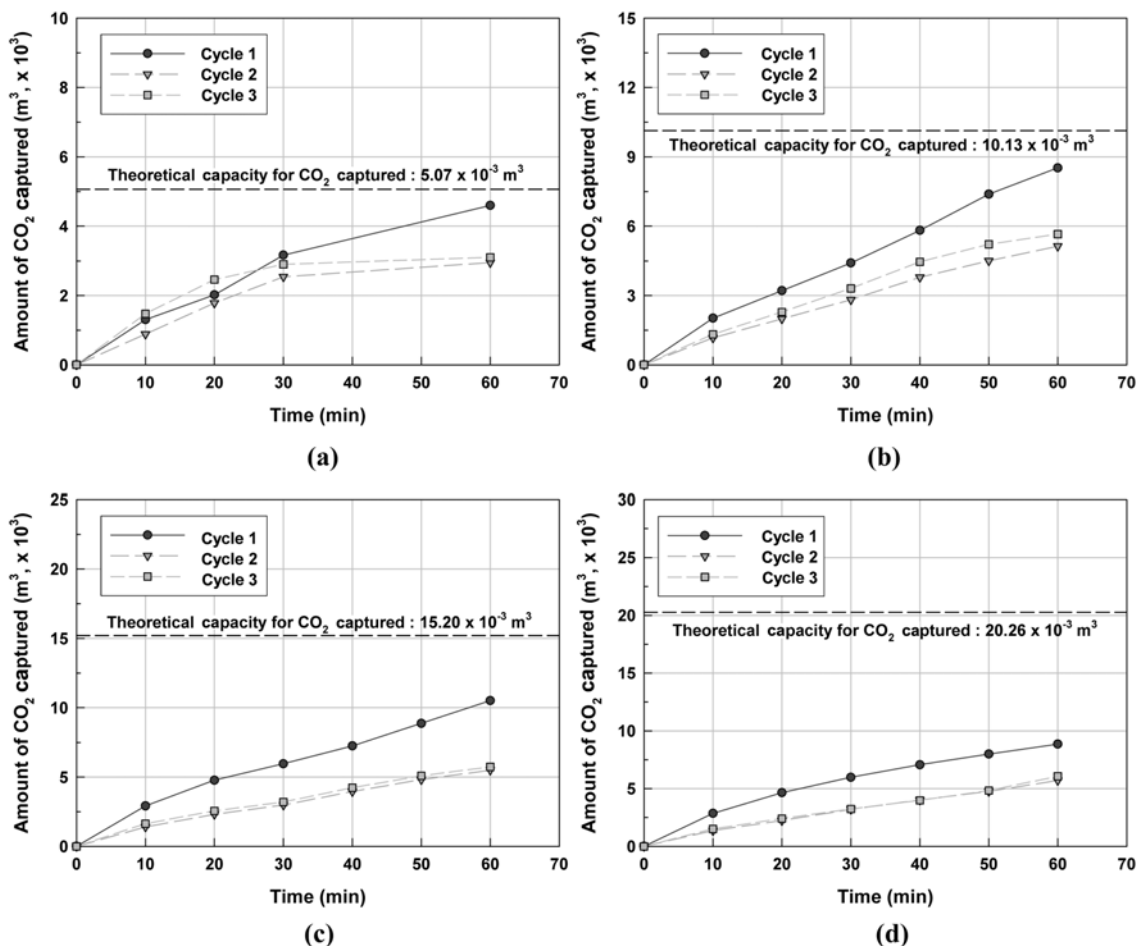 Amount of CO₂ captured (m³, x 10³)
10
8
6
4
2
0
Cycle 1
Cycle 2
Cycle 3
Theoretical capacity for CO₂ captured : 5.07 x 10⁻³ m³
0 10 20 30 40 50 60 70
Time (min)
(a)
Amount of CO₂ captured (m³, x 10³)
15
12
9
6
3
0
Cycle 1
Cycle 2
Cycle 3
Theoretical capacity for CO₂ captured : 10.13 x 10⁻³ m³
0 10 20 30 40 50 60 70
Time (min)
(b)
Amount of CO₂ captured (m³, x 10³)
25
20
15
10
5
0
Cycle 1
Cycle 2
Cycle 3
Theoretical capacity for CO₂ captured : 15.20 x 10⁻³ m³
0 10 20 30 40 50 60 70
Time (min)
(c)
Amount of CO₂ captured (m³, x 10³)
30
25
20
15
10
5
0
Cycle 1
Cycle 2
Cycle 3
Theoretical capacity for CO₂ captured : 20.26 x 10⁻³ m³
0 10 20 30 40 50 60 70
Time (min)
(d)